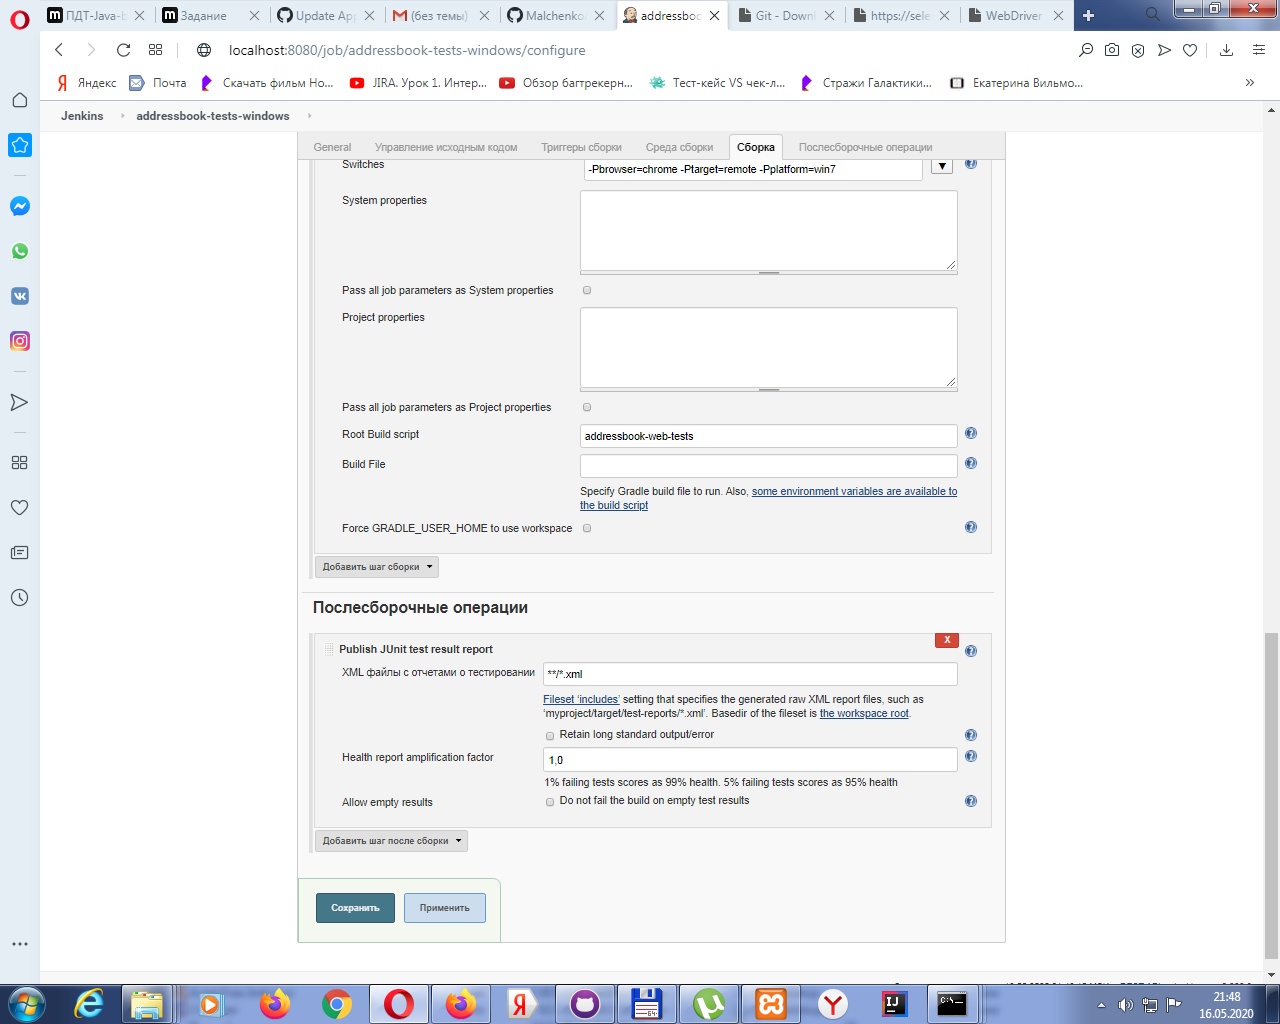 ПДТ-Java-b
Задание
Update App
(без темы)
Malchenko
addressboo
Git - Downl
https://sele
WebDriver
localhost:8080/job/addressbook-tests-windows/configure
Яндекс
Почта
Скачать фильм Но...
JIRA. Урок 1. Интер...
Обзор багтрекерн...
Тест-кейс VS чек-л...
Стражи Галактики...
Екатерина Вильмо...
Jenkins
addressbook-tests-windows
General
Управление исходным кодом
Триггеры сборки
Среда сборки
Сборка
Послесборочные операции
Switches
-Pbrowser=chrome -Ptarget=remote -Pplatform=win7
System properties
Pass all job parameters as System properties
Project properties
Pass all job parameters as Project properties
Root Build script
addressbook-web-tests
Build File
Specify Gradle build file to run. Also, some environment variables are available to
the build script
Force GRADLE_USER_HOME to use workspace
Добавить шаг сборки
Послесборочные операции
X
Publish JUnit test result report
XML файлы с отчетами о тестировании
**/*.xml
Fileset ‘includes’ setting that specifies the generated raw XML report files, such as
‘myproject/target/test-reports/*.xml’. Basedir of the fileset is the workspace root.
Retain long standard output/error
Health report amplification factor
1,0
1% failing tests scores as 99% health. 5% failing tests scores as 95% health
Allow empty results
Do not fail the build on empty test results
Добавить шаг после сборки
Сохранить
Применить
21:48
16.05.2020